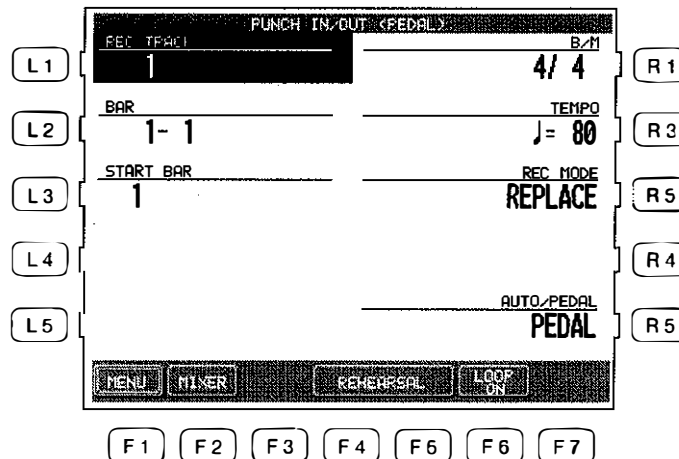 PUNCH IN/OUT (PEDAL)
REC TRACK
1
B/M
4/ 4
L1
R1
BAR
1- 1
TEMPO
♩= 80
L2
R3
START BAR
1
REC MODE
REPLACE
L3
R5
L4
R4
AUTO/PEDAL
PEDAL
L5
R5
MENU MIXER REHEARSAL LOOP
ON
F1 F2 F3 F4 F5 F6 F7